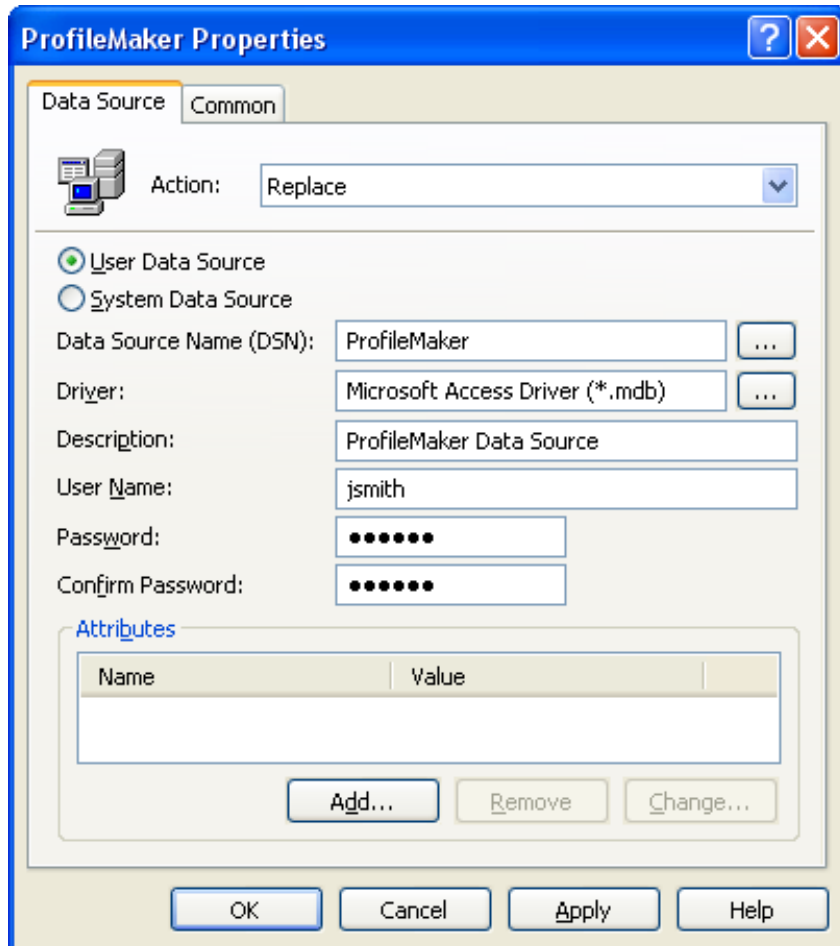 ProfileMaker Properties
Data Source Common
Action: Replace
User Data Source
System Data Source
Data Source Name (DSN): ProfileMaker ...
Driver: Microsoft Access Driver (*.mdb) ...
Description: ProfileMaker Data Source
User Name: jsmith
Password: ●●●●●●
Confirm Password: ●●●●●●
Attributes
Name Value
Add... Remove Change...
OK Cancel Apply Help